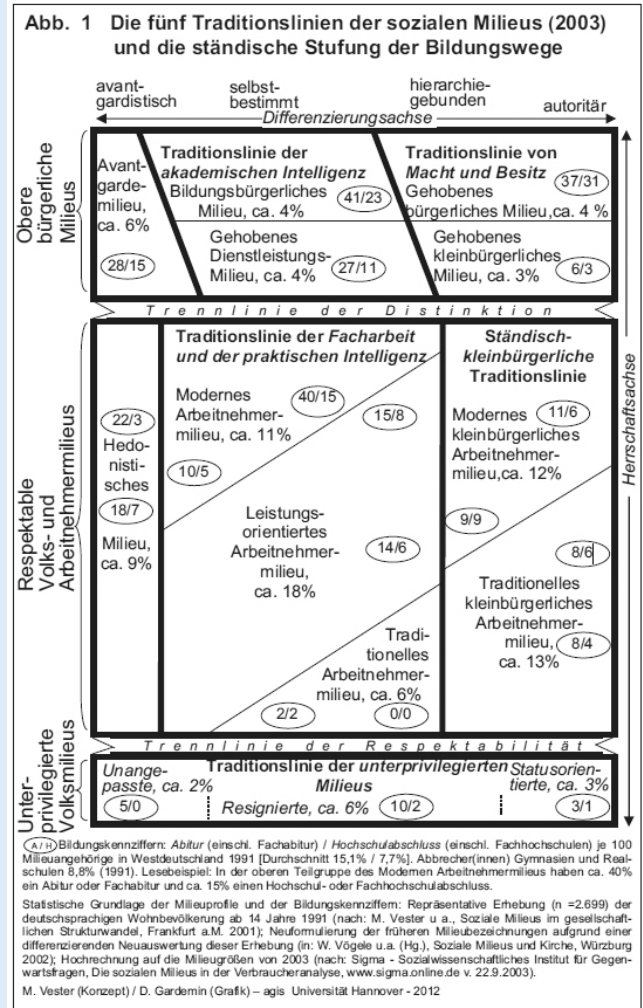 Abb. 1 Die fünf Traditionslinien der sozialen Milieus (2003)
und die ständische Stufung der Bildungswege
avant-
gardistisch
selbst-
bestimmt
hierarchie-
gebunden
autoritär
Differenzierungsachse
Obere
bürgerliche
Milieus
Avant-
garde-
milieu,
ca. 6%
28/15
Traditionslinie der
akademischen Intelligenz
Bildungsbürgerliches
Milieu, ca. 4%
41/23
Gehobenes
Dienstleistungs-
Milieu, ca. 4%
27/11
Traditionslinie von
Macht und Besitz
37/31
Gehobenes
bürgerliches Milieu,ca. 4 %
Gehobenes
kleinbürgerliches
Milieu, ca. 3%
6/3
Trennlinie der Distinktion
Herrschaftsachse
Respektable
Volks- und
Arbeitnehmermilieus
22/3
Hedo-
nisti-
sches
18/7
Milieu,
ca. 9%
Traditionslinie der Facharbeit
und der praktischen Intelligenz
Modernes
Arbeitnehmer-
milieu, ca. 11%
40/15
15/8
10/5
Leistungs-
orientiertes
Arbeitnehmer-
milieu,
ca. 18%
14/6
Tradi-
tionelles
Arbeitnehmer-
milieu, ca. 6%
2/2
0/0
Ständisch-
kleinbürgerliche
Traditionslinie
Modernes
kleinbürgerliches
Arbeitnehmer-
milieu,ca. 12%
11/6
9/9
8/6
Traditionelles
kleinbürgerliches
Arbeitnehmer-
milieu,
ca. 13%
8/4
Trennlinie der Respektabilität
Unter-
privilegierte
Volksmilieus
Traditionslinie der unterprivilegierten
Milieus
Unange-
passte, ca. 2%
5/0
Resignierte, ca. 6%
10/2
Statusorien-
tierte, ca. 3%
3/1
A / H Bildungskennziffern: Abitur (einschl. Fachabitur) / Hochschulabschluss (einschl. Fachhochschulen) je 100
Milieuangehörige in Westdeutschland 1991 [Durchschnitt 15,1% / 7,7%]. Abbrecher(innen) Gymnasien und Real-
schulen 8,8% (1991). Lesebeispiel: In der oberen Teilgruppe des Modernen Arbeitnehmermilieus haben ca. 40%
ein Abitur oder Fachabitur und ca. 15% einen Hochschul- oder Fachhochschulabschluss.
Statistische Grundlage der Milieuprofile und der Bildungskennziffern: Repräsentative Erhebung (n =2.699) der
deutschsprachigen Wohnbevölkerung ab 14 Jahre 1991 (nach: M. Vester u a., Soziale Milieus im gesellschaft-
lichen Strukturwandel, Frankfurt a.M. 2001); Neuformulierung der früheren Milieubezeichnungen aufgrund einer
differenzierenden Neuauswertung dieser Erhebung (in: W. Vögele u.a. (Hg.), Soziale Milieus und Kirche, Würzburg
2002); Hochrechnung auf die Milieugrößen von 2003 (nach: Sigma - Sozialwissenschaftliches Institut für Gegen-
wartsfragen, Die sozialen Milieus in der Verbraucheranalyse, www.sigma.online.de v. 22.9.2003).
M. Vester (Konzept) / D. Gardemin (Grafik) – agis Universität Hannover - 2012